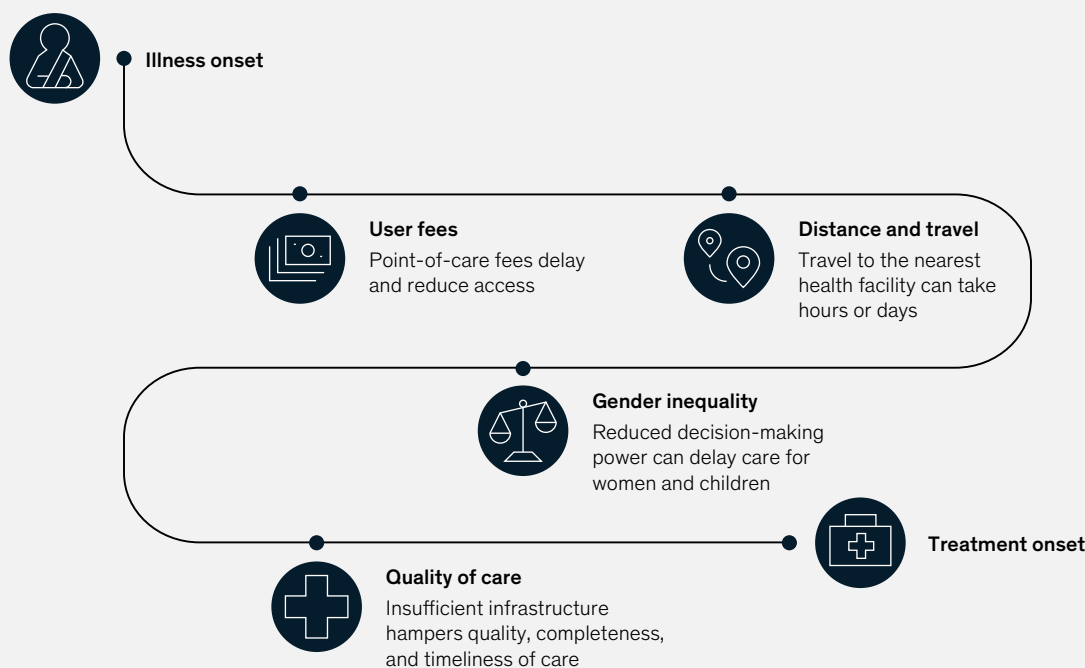 Illness onset
User fees
Point-of-care fees delay
and reduce access
Distance and travel
Travel to the nearest
health facility can take
hours or days
Gender inequality
Reduced decision-making
power can delay care for
women and children
Treatment onset
Quality of care
Insufficient infrastructure
hampers quality, completeness,
and timeliness of care